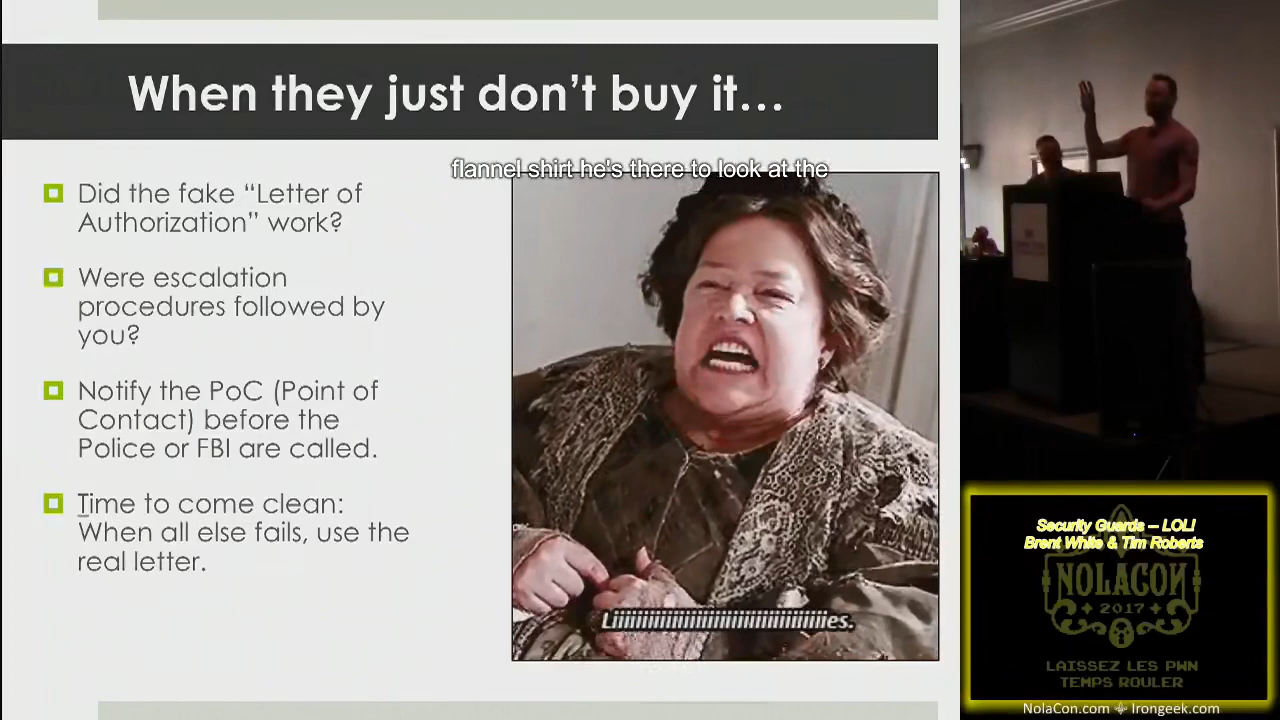 When they just don't buy it…
flannel shirt he's there to look at the
Did the fake “Letter of
Authorization” work?
Were escalation
procedures followed by
you?
Notify the PoC (Point of
Contact) before the
Police or FBI are called.
Time to come clean:
When all else fails, use the
real letter.
Liiiiiiiiiiiiiiiiiiiiiiiiiiiiiiies.
Security Guards -- LOL!
Brent White & Tim Roberts
NOLACON
2017
LAISSEZ LES PWN
TEMPS ROULER
NolaCon.com Irongeek.com